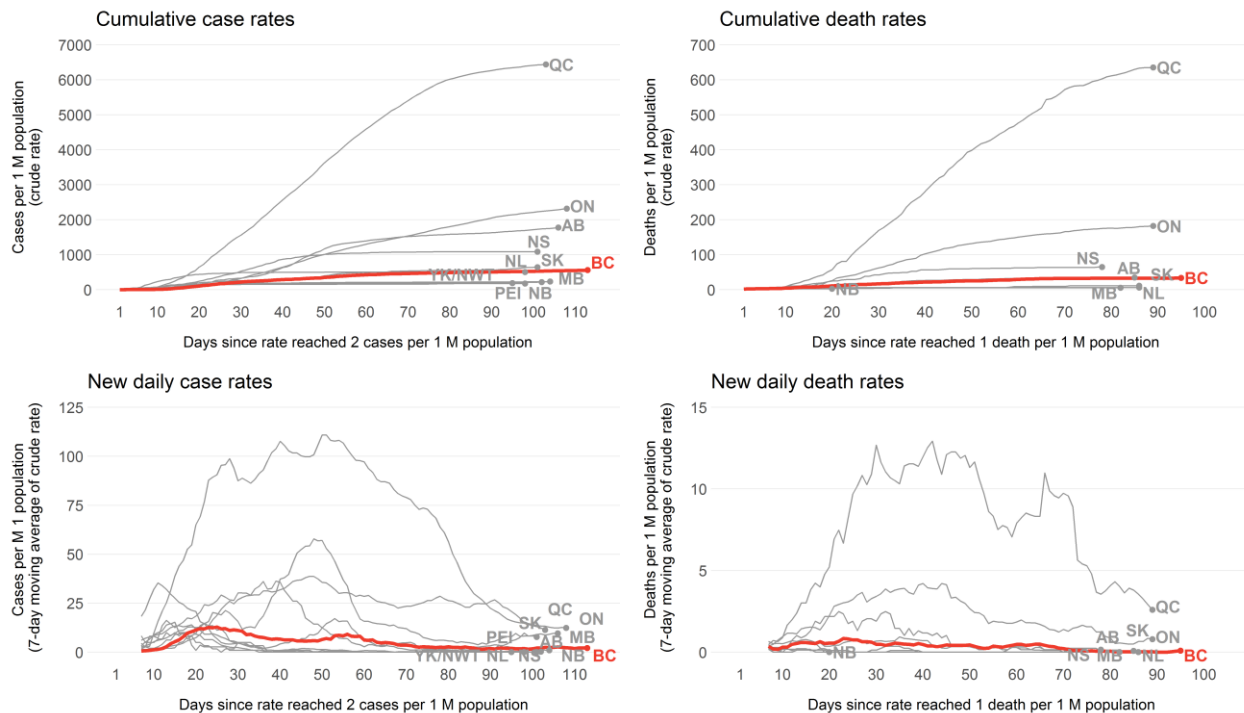 Cumulative case rates
Cases per 1 M population
(crude rate)
7000
6000
5000
4000
3000
2000
1000
0
QC
ON
AB
NS
NL
SK
BC
YK/NWT
MB
PEI
NB
1 10 20 30 40 50 60 70 80 90 100 110
Days since rate reached 2 cases per 1 M population
Cumulative death rates
Deaths per 1 M population
(crude rate)
700
600
500
400
300
200
100
0
QC
ON
NS
AB
SK
BC
NB
MB
NL
1 10 20 30 40 50 60 70 80 90 100
Days since rate reached 1 death per 1 M population
New daily case rates
Cases per M 1 population
(7-day moving average of crude rate)
125
100
75
50
25
0
QC
ON
SK
PEI
AB
MB
YK/NWT
NL
NS
NB
BC
1 10 20 30 40 50 60 70 80 90 100 110
Days since rate reached 2 cases per 1 M population
New daily death rates
Deaths per 1 M population
(7-day moving average of crude rate)
15
10
5
0
QC
SK
AB
ON
NB
NS
MB
NL
BC
1 10 20 30 40 50 60 70 80 90 100
Days since rate reached 1 death per 1 M population